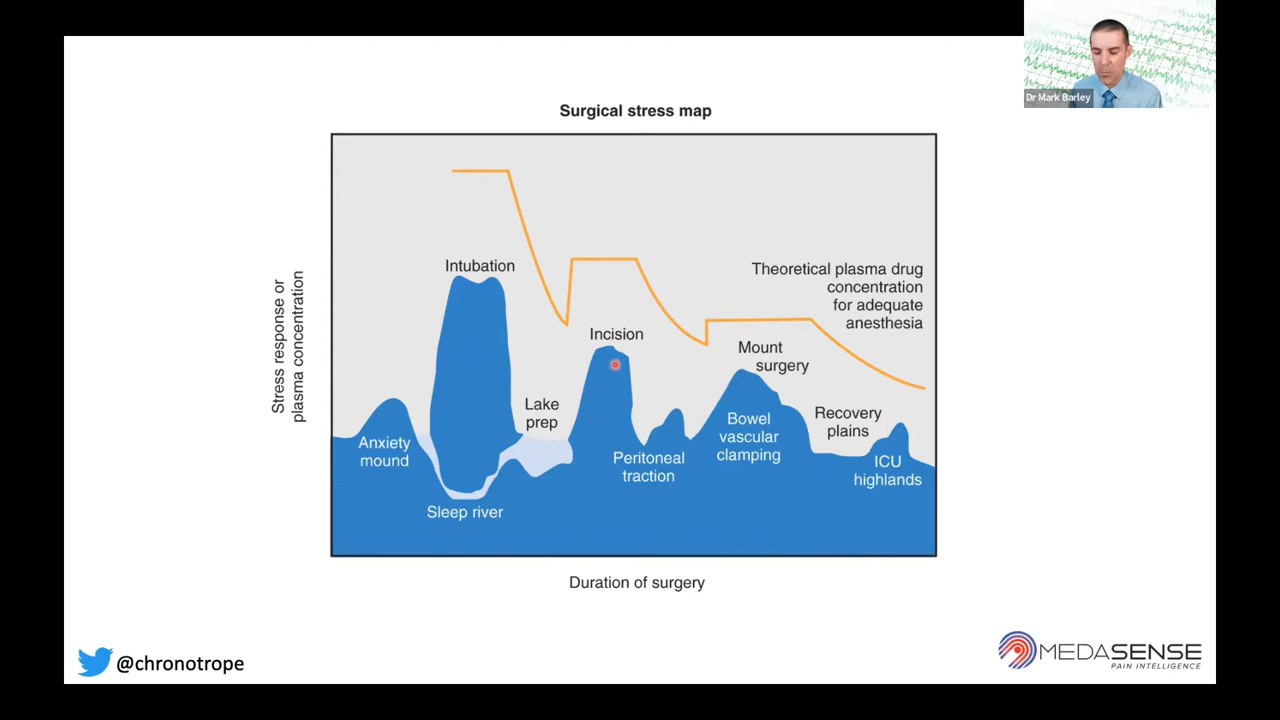 Dr Mark Barley
Surgical stress map
Stress response or
plasma concentration
Intubation
Theoretical plasma drug
concentration
for adequate
anesthesia
Incision
Mount
surgery
Lake
prep
Recovery
plains
Anxiety
mound
Bowel
vascular
clamping
Peritoneal
traction
ICU
highlands
Sleep river
Duration of surgery
@chronotrope
MEDASENSE
PAIN INTELLIGENCE